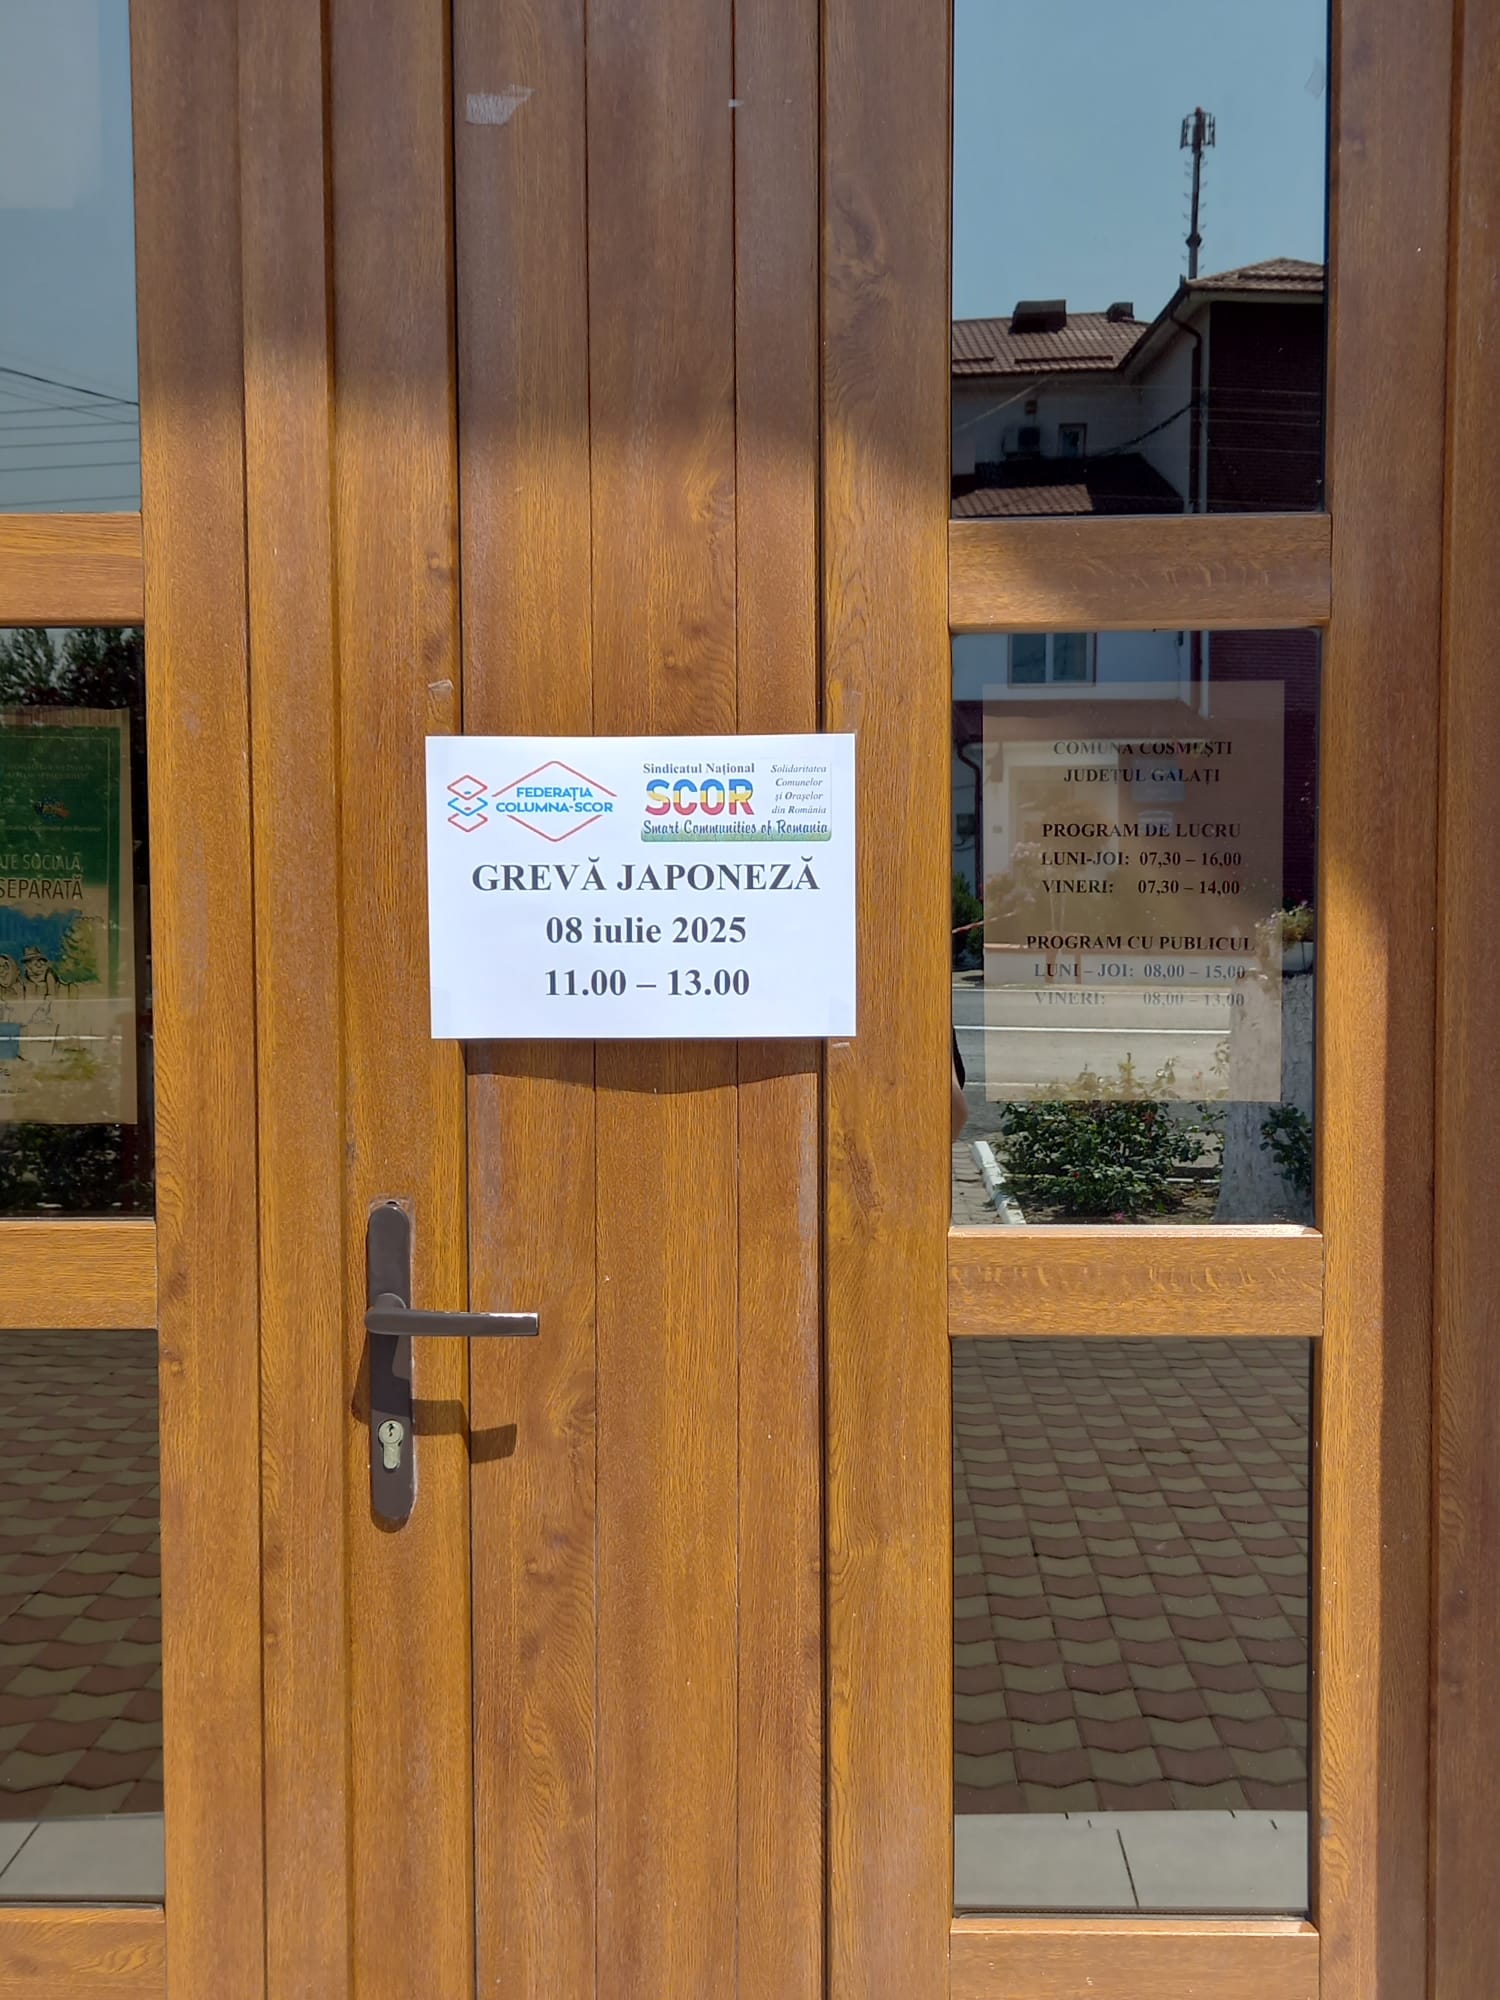 FEDERAȚIA
COLUMNA-SCOR
Sindicatul Național
SCOR
Smart Communities of Romania
Solidaritatea
Comunelor
și Orașelor
din România
GREVĂ JAPONEZĂ
08 iulie 2025
11.00 – 13.00
COMUNA COSMEȘTI
JUDEȚUL GALAȚI
PROGRAM DE LUCRU
LUNI-JOI: 07,30 – 16,00
VINERI: 07,30 – 14,00
PROGRAM CU PUBLICUL
LUNI – JOI: 08,00 – 15,00
VINERI: 08,00 – 13,00
SOCIALĂ
SEPARATĂ